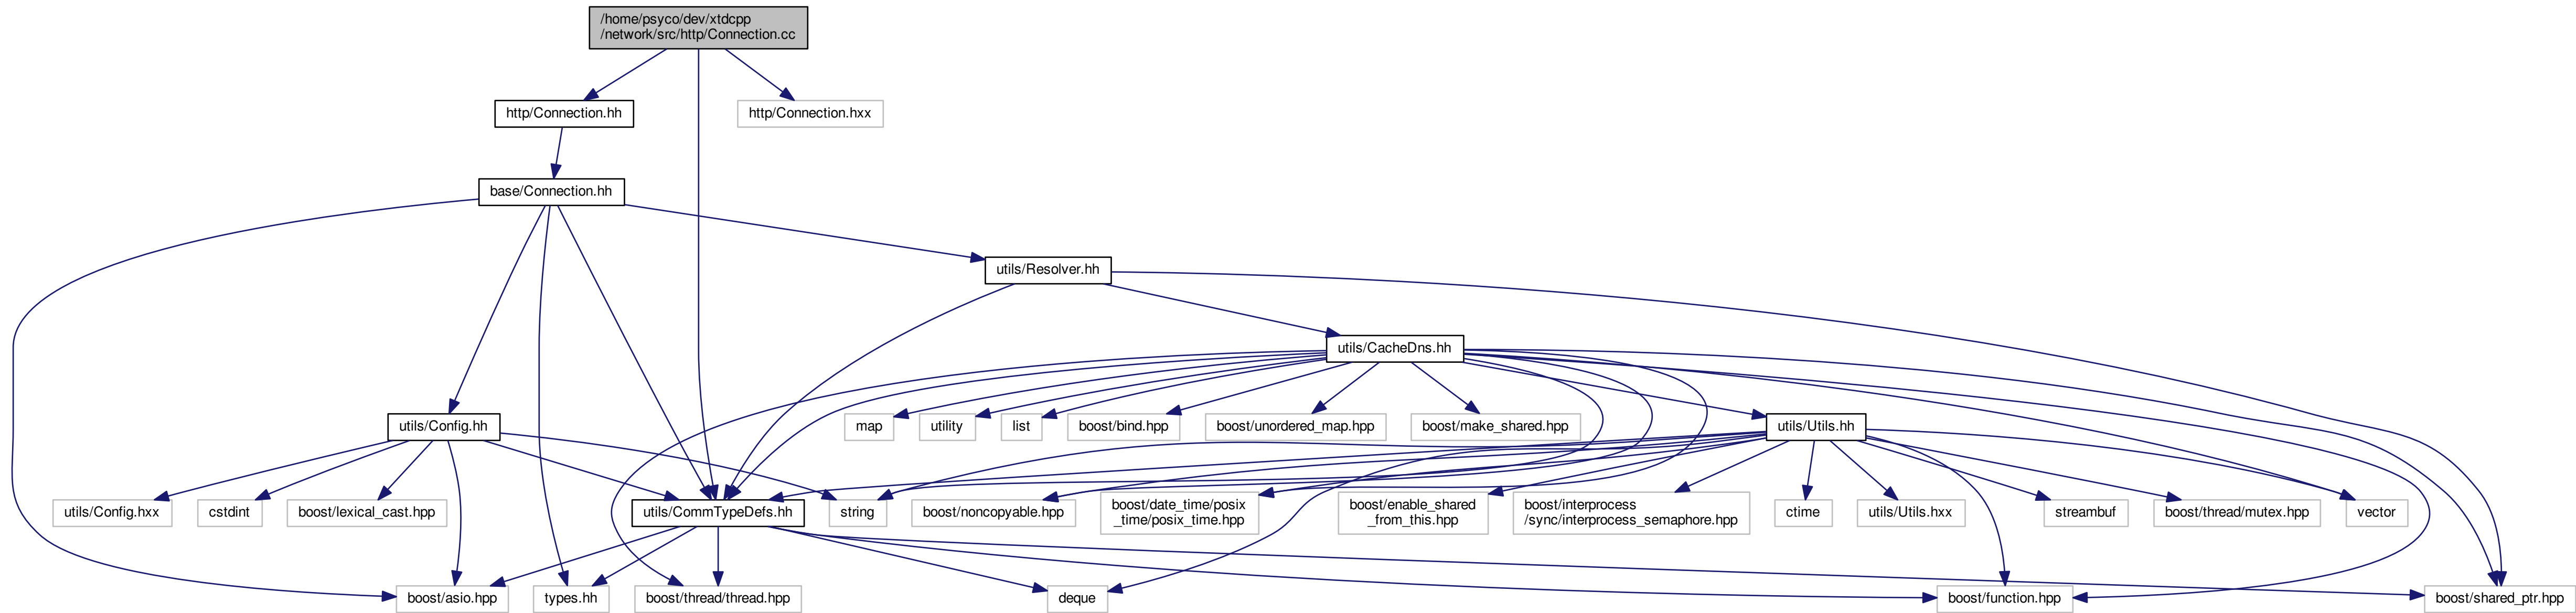 /home/psyco/dev/xtdcpp
/network/src/http/Connection.cc
http/Connection.hh
http/Connection.hxx
base/Connection.hh
utils/Resolver.hh
utils/CacheDns.hh
utils/Config.hh
map
utility
list
boost/bind.hpp
boost/unordered_map.hpp
boost/make_shared.hpp
utils/Utils.hh
utils/Config.hxx
cstdint
boost/lexical_cast.hpp
utils/CommTypeDefs.hh
string
boost/noncopyable.hpp
boost/date_time/posix
_time/posix_time.hpp
boost/enable_shared
_from_this.hpp
boost/interprocess
/sync/interprocess_semaphore.hpp
ctime
utils/Utils.hxx
streambuf
boost/thread/mutex.hpp
vector
boost/asio.hpp
types.hh
boost/thread/thread.hpp
deque
boost/function.hpp
boost/shared_ptr.hpp